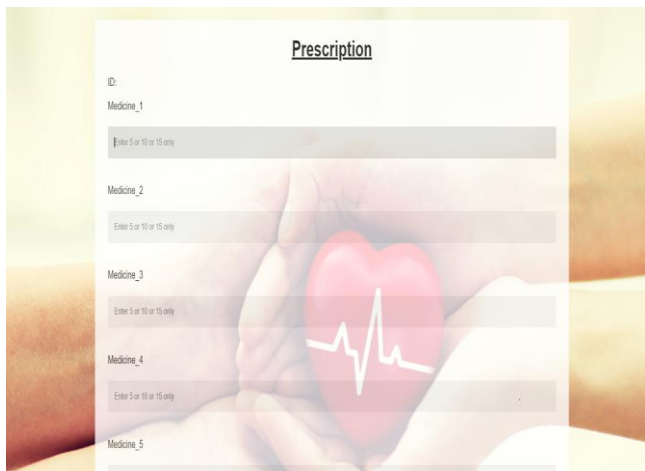 Prescription
ID:
Medicine_1
Enter 5 or 10 or 15 only
Medicine_2
Enter 5 or 10 or 15 only
Medicine_3
Enter 5 or 10 or 15 only
Medicine_4
Enter 5 or 10 or 15 only
Medicine_5